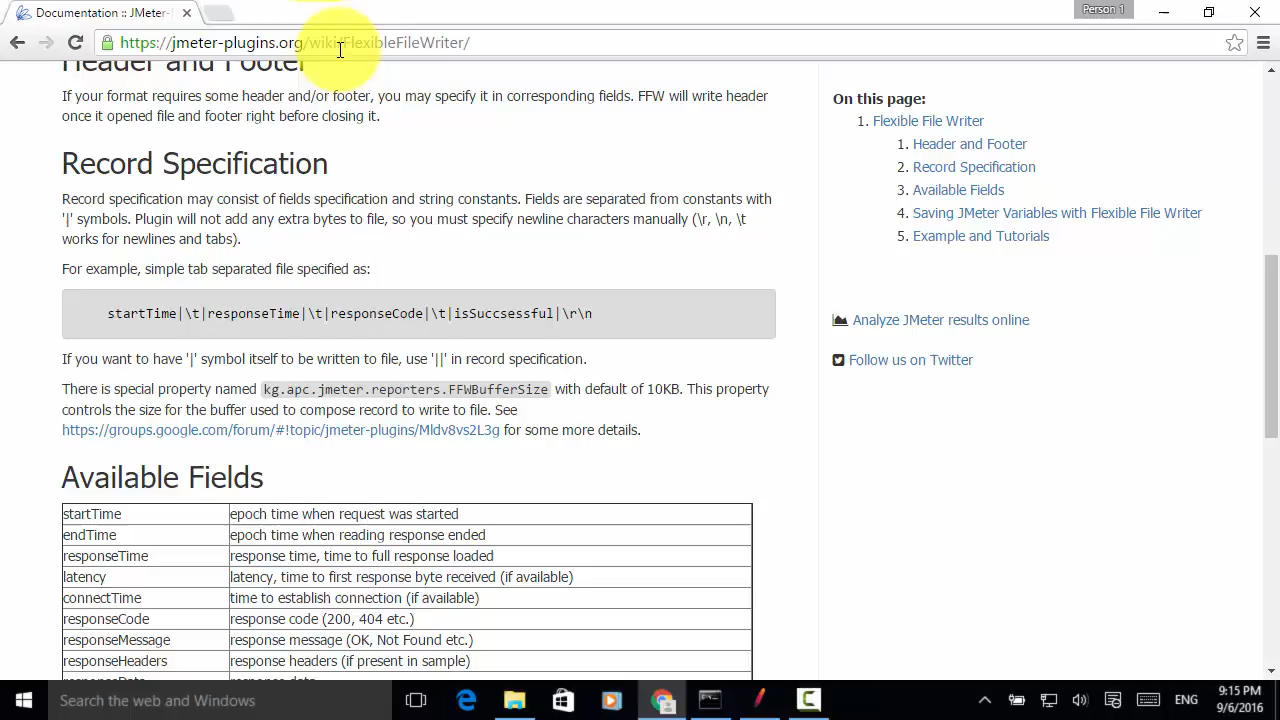 Documentation :: JMeter-
Person 1
https://jmeter-plugins.org/wiki/FlexibleFileWriter/
Header and Footer
If your format requires some header and/or footer, you may specify it in corresponding fields. FFW will write header
once it opened file and footer right before closing it.
Record Specification
Record specification may consist of fields specification and string constants. Fields are separated from constants with
'|' symbols. Plugin will not add any extra bytes to file, so you must specify newline characters manually (\r, \n, \t
works for newlines and tabs).
For example, simple tab separated file specified as:
startTime|\t|responseTime|\t|responseCode|\t|isSuccsessful|\r\n
If you want to have '|' symbol itself to be written to file, use '||' in record specification.
There is special property named kg.apc.jmeter.reporters.FFWBufferSize with default of 10KB. This property
controls the size for the buffer used to compose record to write to file. See
https://groups.google.com/forum/#!topic/jmeter-plugins/Mldv8vs2L3g for some more details.
Available Fields
startTime epoch time when request was started
endTime epoch time when reading response ended
responseTime response time, time to full response loaded
latency latency, time to first response byte received (if available)
connectTime time to establish connection (if available)
responseCode response code (200, 404 etc.)
responseMessage response message (OK, Not Found etc.)
responseHeaders response headers (if present in sample)
responseData response data
On this page:
1. Flexible File Writer
1. Header and Footer
2. Record Specification
3. Available Fields
4. Saving JMeter Variables with Flexible File Writer
5. Example and Tutorials
Analyze JMeter results online
Follow us on Twitter
Search the web and Windows
ENG
9:15 PM
9/6/2016